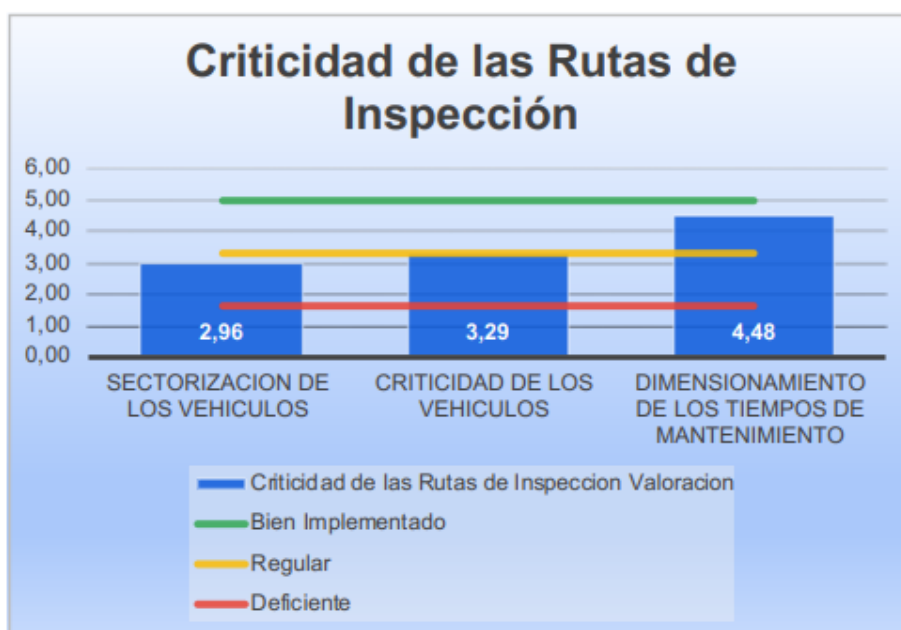 Criticidad de las Rutas de
Inspección
6,00
5,00
4,00
3,00
2,00
1,00
0,00
2,96
3,29
4,48
SECTORIZACION DE
LOS VEHICULOS
CRITICIDAD DE LOS
VEHICULOS
DIMENSIONAMIENTO
DE LOS TIEMPOS DE
MANTENIMIENTO
Criticidad de las Rutas de Inspeccion Valoracion
Bien Implementado
Regular
Deficiente